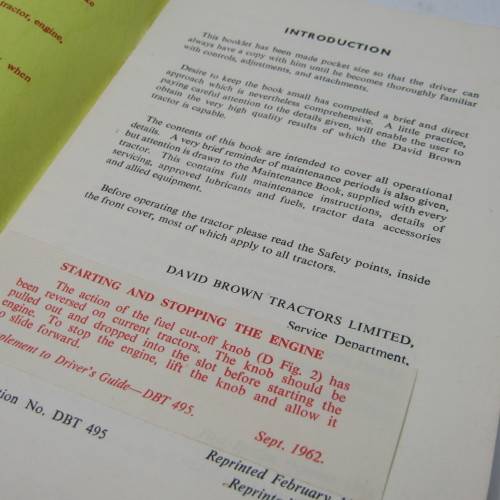 tractor, engine,
when
INTRODUCTION
This booklet has been made pocket size so that the driver can
always have a copy with him until he becomes thoroughly familiar
with controls, adjustments, and attachments.
Desire to keep the book small has compelled a brief and direct
approach which is nevertheless comprehensive. A little practice,
paying careful attention to the details given, will enable the user to
obtain the very high quality results of which the David Brown
tractor is capable.
The contents of this book are intended to cover all operational
details. A very brief reminder of maintenance periods is also given,
but attention is drawn to the Maintenance Book, supplied with every
tractor. This contains full maintenance instructions, details of
servicing, approved lubricants and fuels, tractor data accessories
and allied equipment.
Before operating the tractor please read the Safety points, inside
the front cover, most of which apply to all tractors.
DAVID BROWN TRACTORS LIMITED,
Service Department.
STARTING AND STOPPING THE ENGINE
The action of the fuel cut-off knob (D Fig. 2) has
been reversed on current tractors. The knob should be
pulled out and dropped into the slot before starting the
engine. To stop the engine, lift the knob and allow it
to slide forward.
plement to Driver's Guide—DBT 495.
Sept. 1962.
tion No. DBT 495
Reprinted February
Reprinte